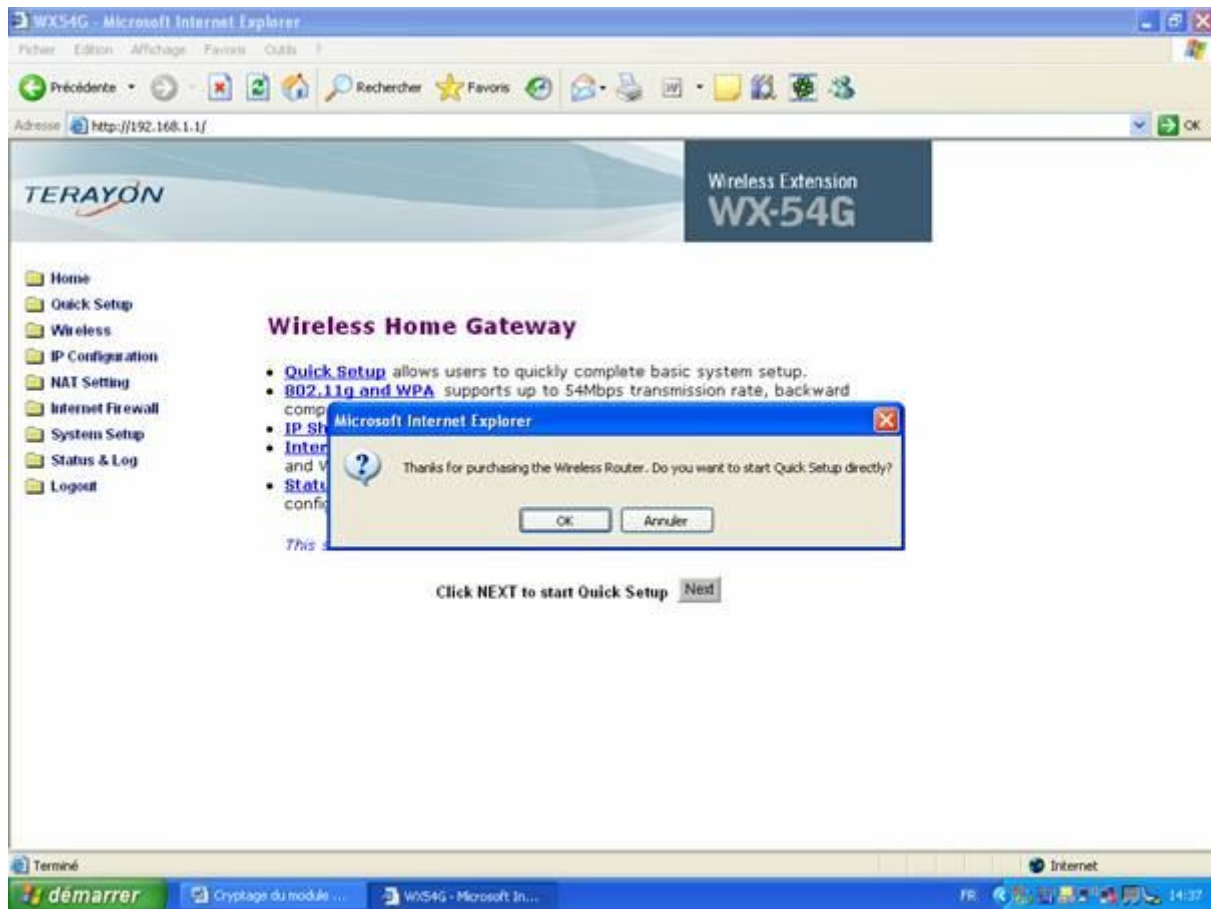 WX54G - Microsoft Internet Explorer
Fichier Edition Affichage Favoris Outils ?
Précédente Rechercher Favoris
Adresse http://192.168.1.1/ OK
TERAYON
Wireless Extension
WX-54G
Home
Quick Setup
Wireless
IP Configuration
NAT Setting
Internet Firewall
System Setup
Status & Log
Logout
Wireless Home Gateway
Quick Setup allows users to quickly complete basic system setup.
802.11g and WPA supports up to 54Mbps transmission rate, backward
comp
IP Sh
Inter
and W
Statu
config
This s
Microsoft Internet Explorer
Thanks for purchasing the Wireless Router. Do you want to start Quick Setup directly?
OK Annuler
Click NEXT to start Quick Setup Next
Terminé Internet
démarrer Cryptage du module ... WX54G - Microsoft In... FR 14:37